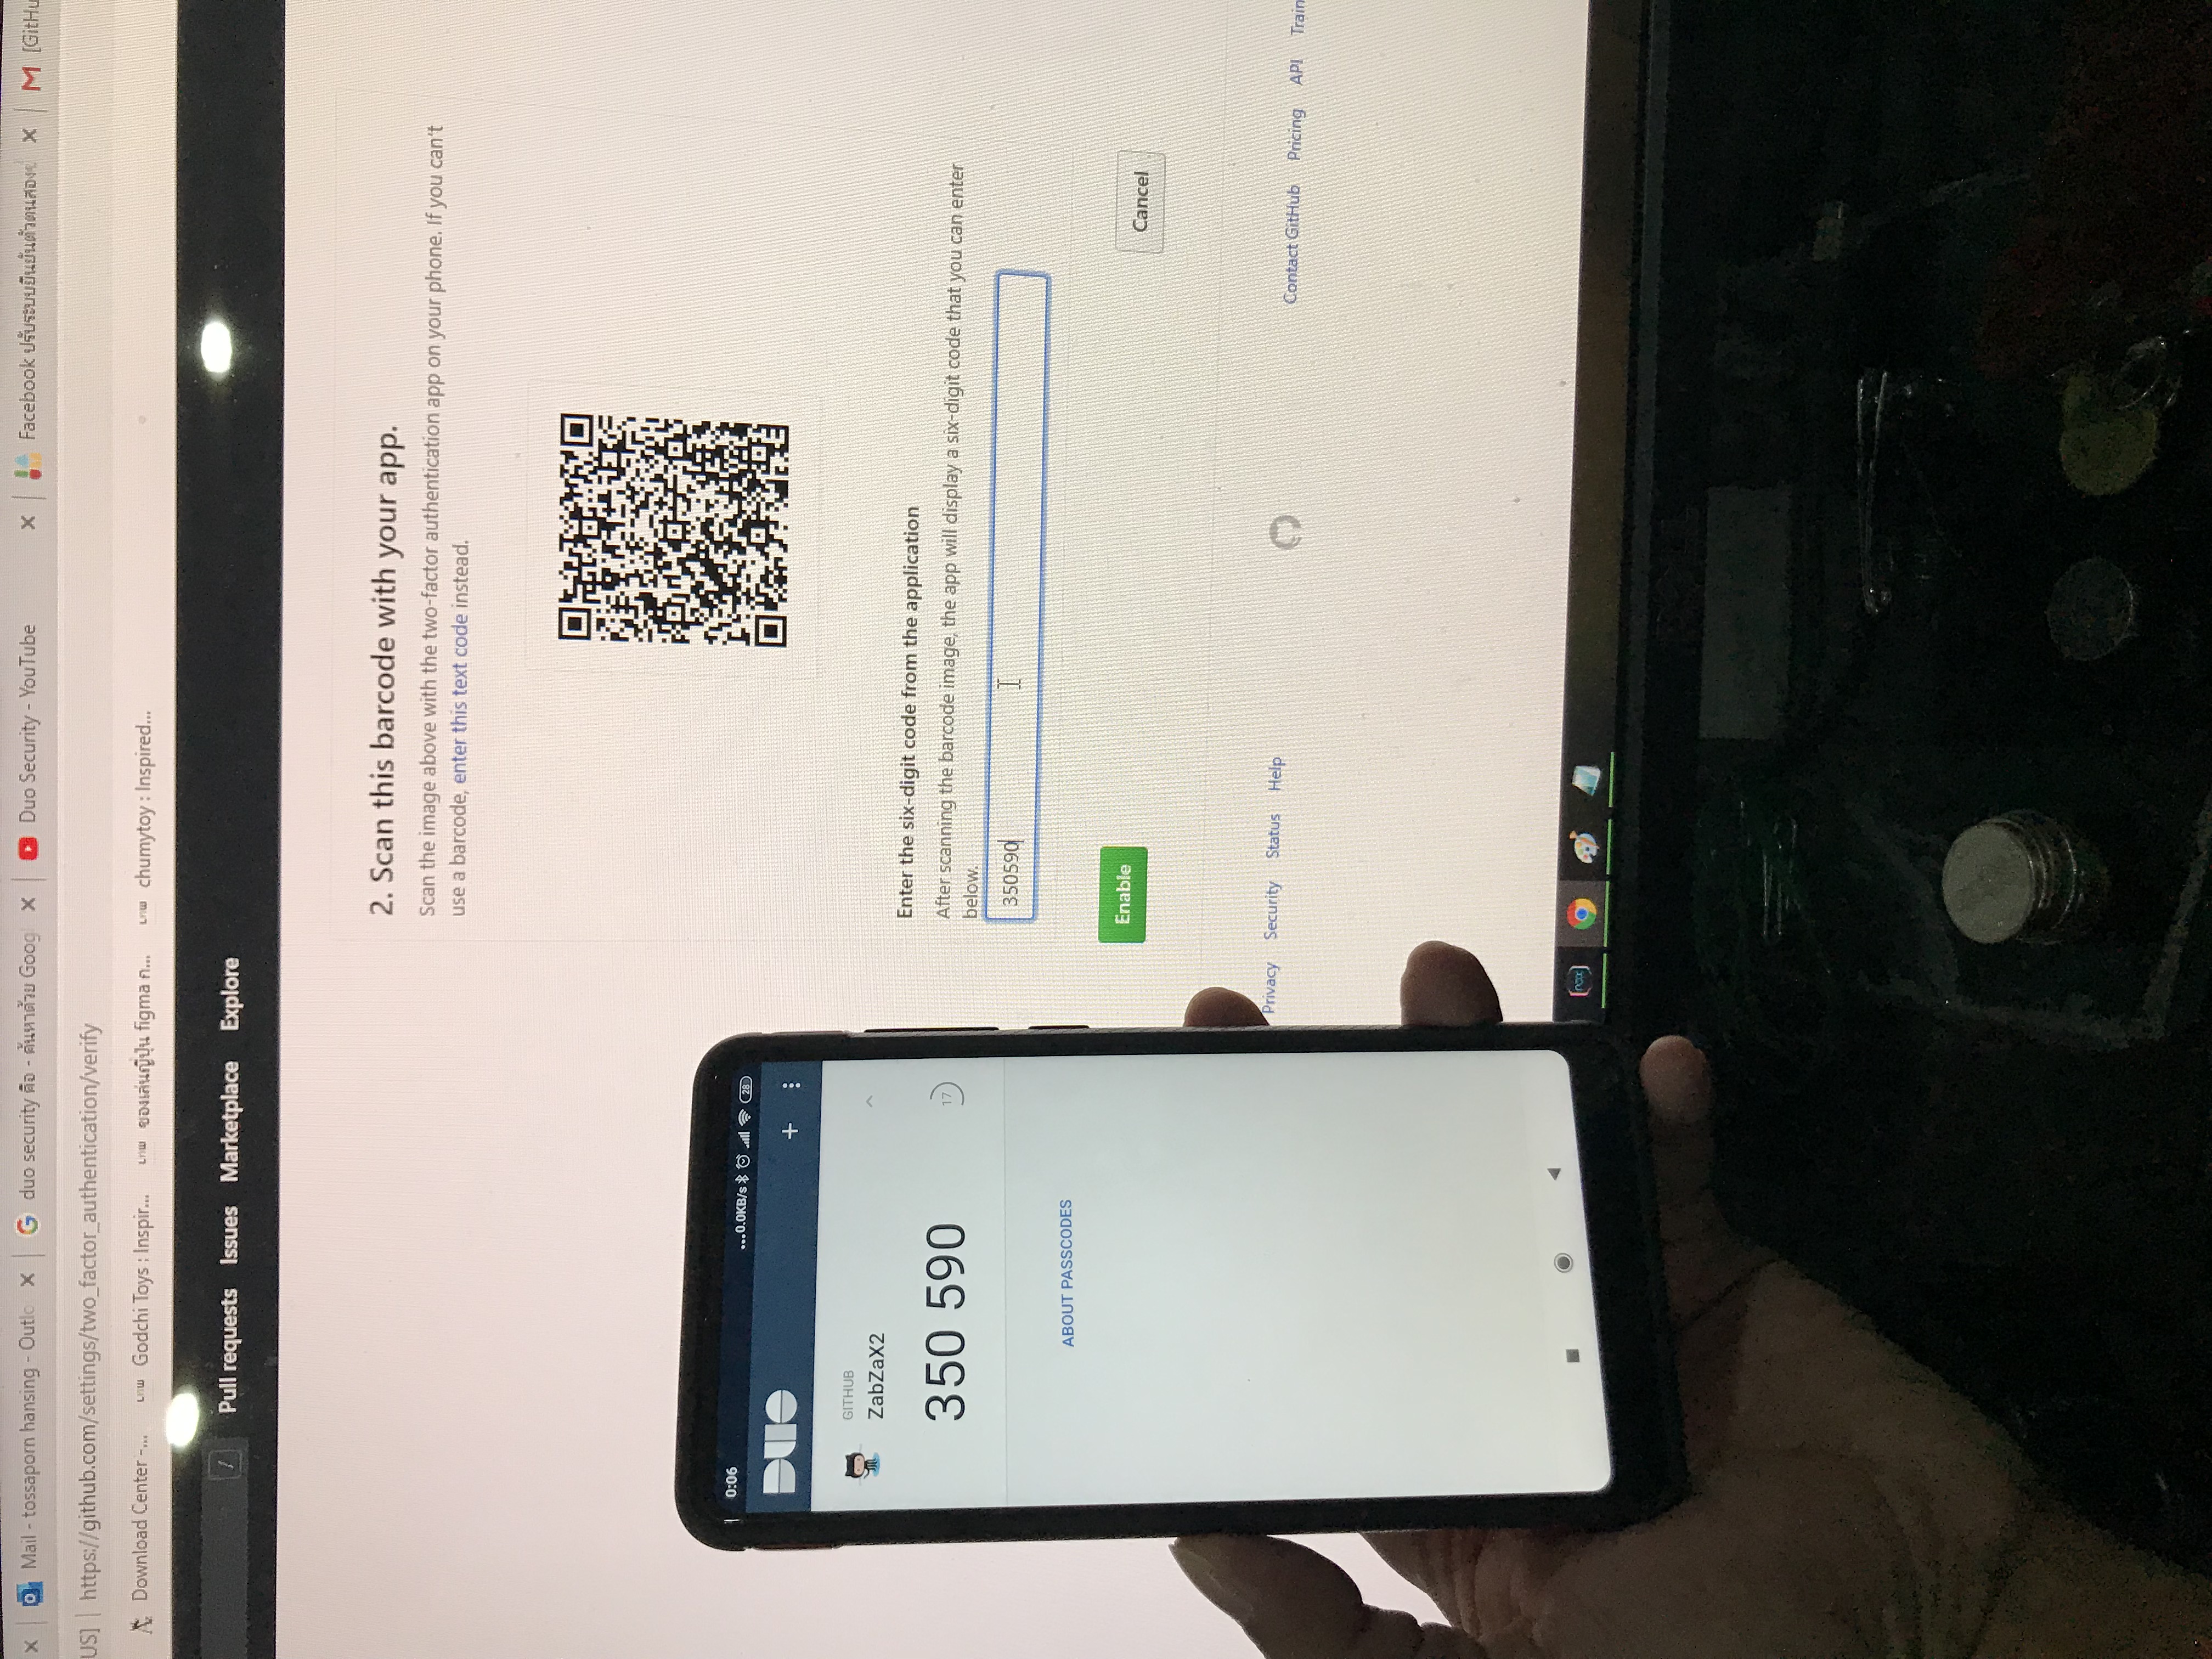 Mail - tossaporn hansing - Outlo
duo security คือ - ค้นหาด้วย Goog
Duo Security - YouTube
Facebook ปรับระบบยืนยันตัวตนสองข
[GitHu
US] https://github.com/settings/two_factor_authentication/verify
Download Center -...
LnW Godchi Toys : Inspir...
LnW ของเล่นญี่ปุ่น figma ก...
LnW chumytoy : Inspired...
/ Pull requests Issues Marketplace Explore
2. Scan this barcode with your app.
Scan the image above with the two-factor authentication app on your phone. If you can't
use a barcode, enter this text code instead.
Enter the six-digit code from the application
After scanning the barcode image, the app will display a six-digit code that you can enter
below.
350590
Enable
Cancel
Privacy Security Status Help
Contact GitHub Pricing API Train
nox
0:06
...0.0KB/s 28
DUO
GITHUB
ZabZaX2
350 590
17
ABOUT PASSCODES